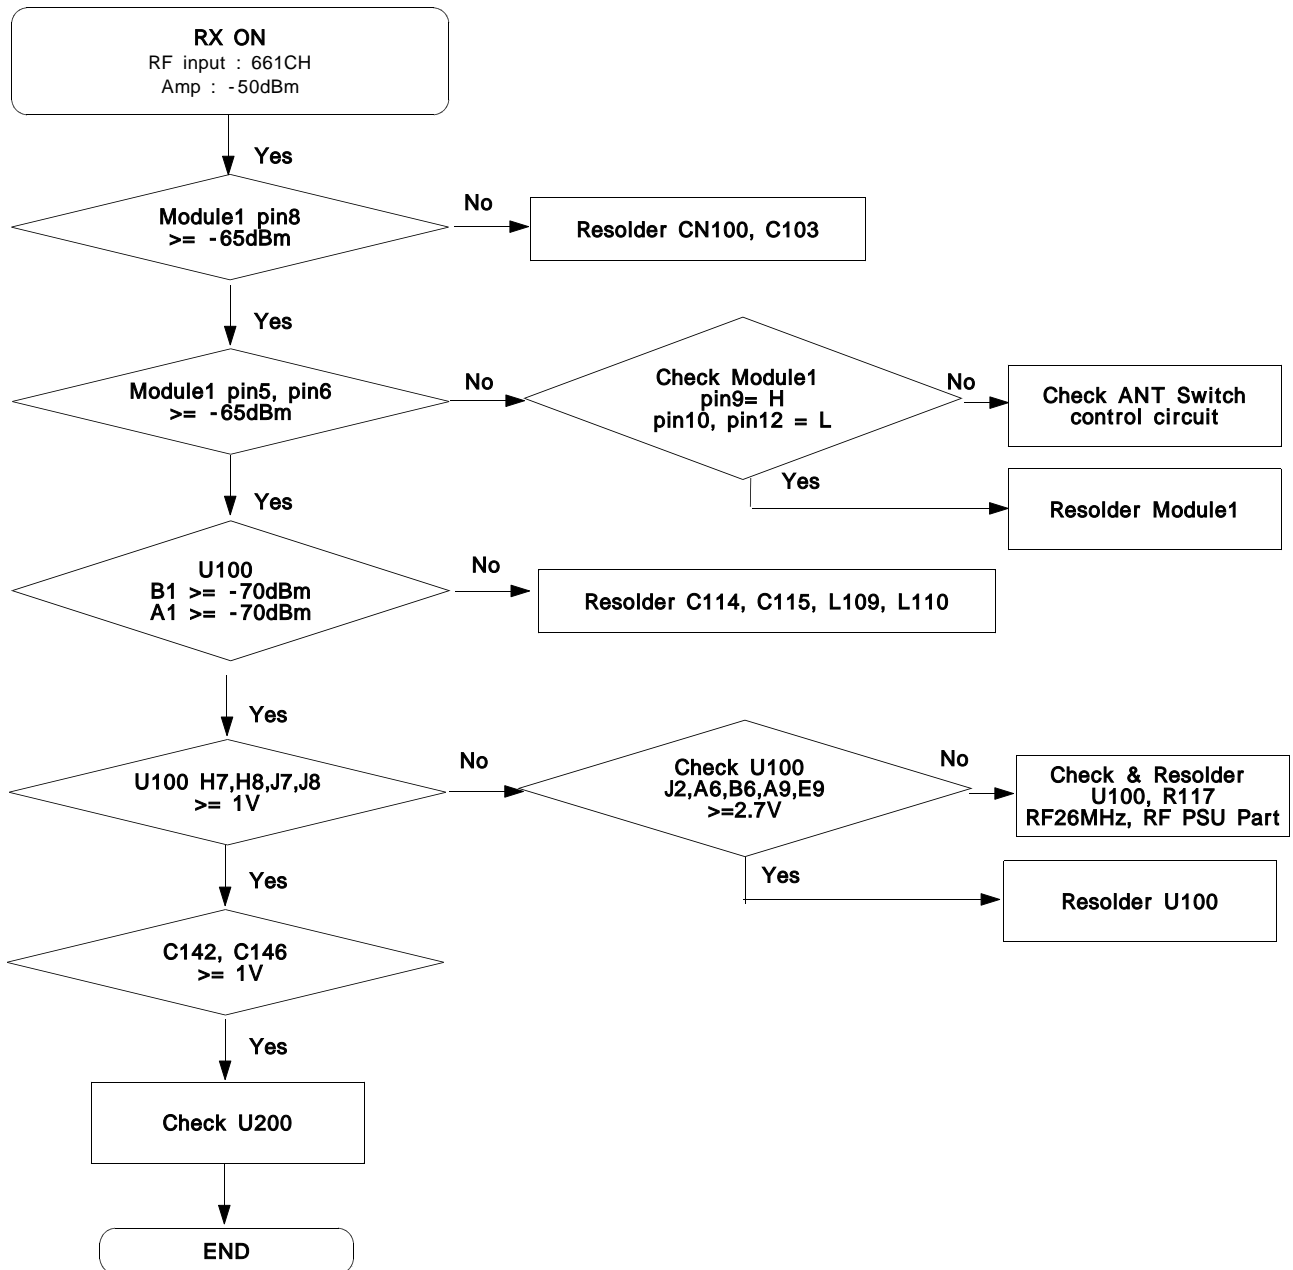 RX ON
RF input : 661CH
Amp : -50dBm
Yes
Module1 pin8
>= -65dBm
No
Resolder CN100, C103
Yes
Module1 pin5, pin6
>= -65dBm
No
Check Module1
pin9= H
pin10, pin12 = L
No
Check ANT Switch
control circuit
Yes
Resolder Module1
Yes
U100
B1 >= -70dBm
A1 >= -70dBm
No
Resolder C114, C115, L109, L110
Yes
U100 H7,H8,J7,J8
>= 1V
No
Check U100
J2,A6,B6,A9,E9
>=2.7V
No
Check & Resolder
U100, R117
RF26MHz, RF PSU Part
Yes
Resolder U100
Yes
C142, C146
>= 1V
Yes
Check U200
END